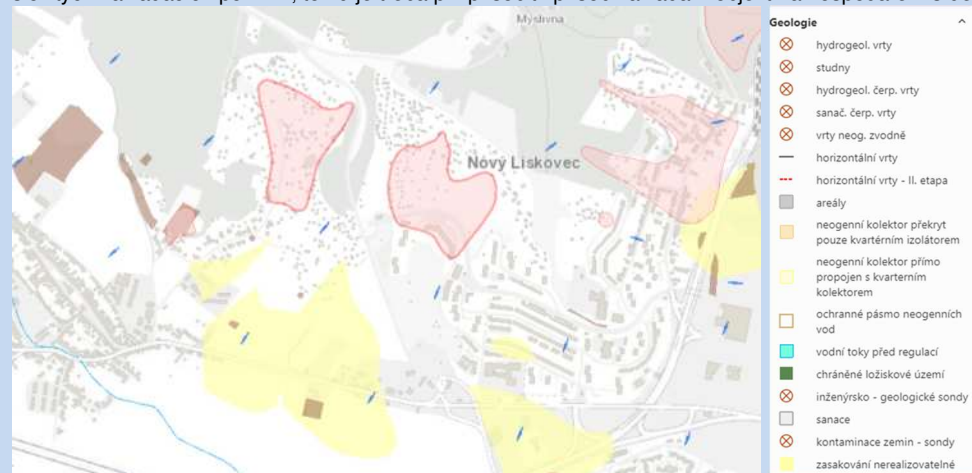 Myslivna
Nový Lískovec
Geologie
hydrogeol. vrty
studny
hydrogeol. čerp. vrty
sanač. čerp. vrty
vrty neog. zvodně
horizontální vrty
horizontální vrty - II. etapa
areály
neogenní kolektor překryt
pouze kvartérním izolátorem
neogenní kolektor přímo
propojen s kvarterním
kolektorem
ochranné pásmo neogenních
vod
vodní toky před regulací
chráněné ložiskové území
inženýrsko - geologické sondy
sanace
kontaminace zemin - sondy
zasakování nerealizovatelné